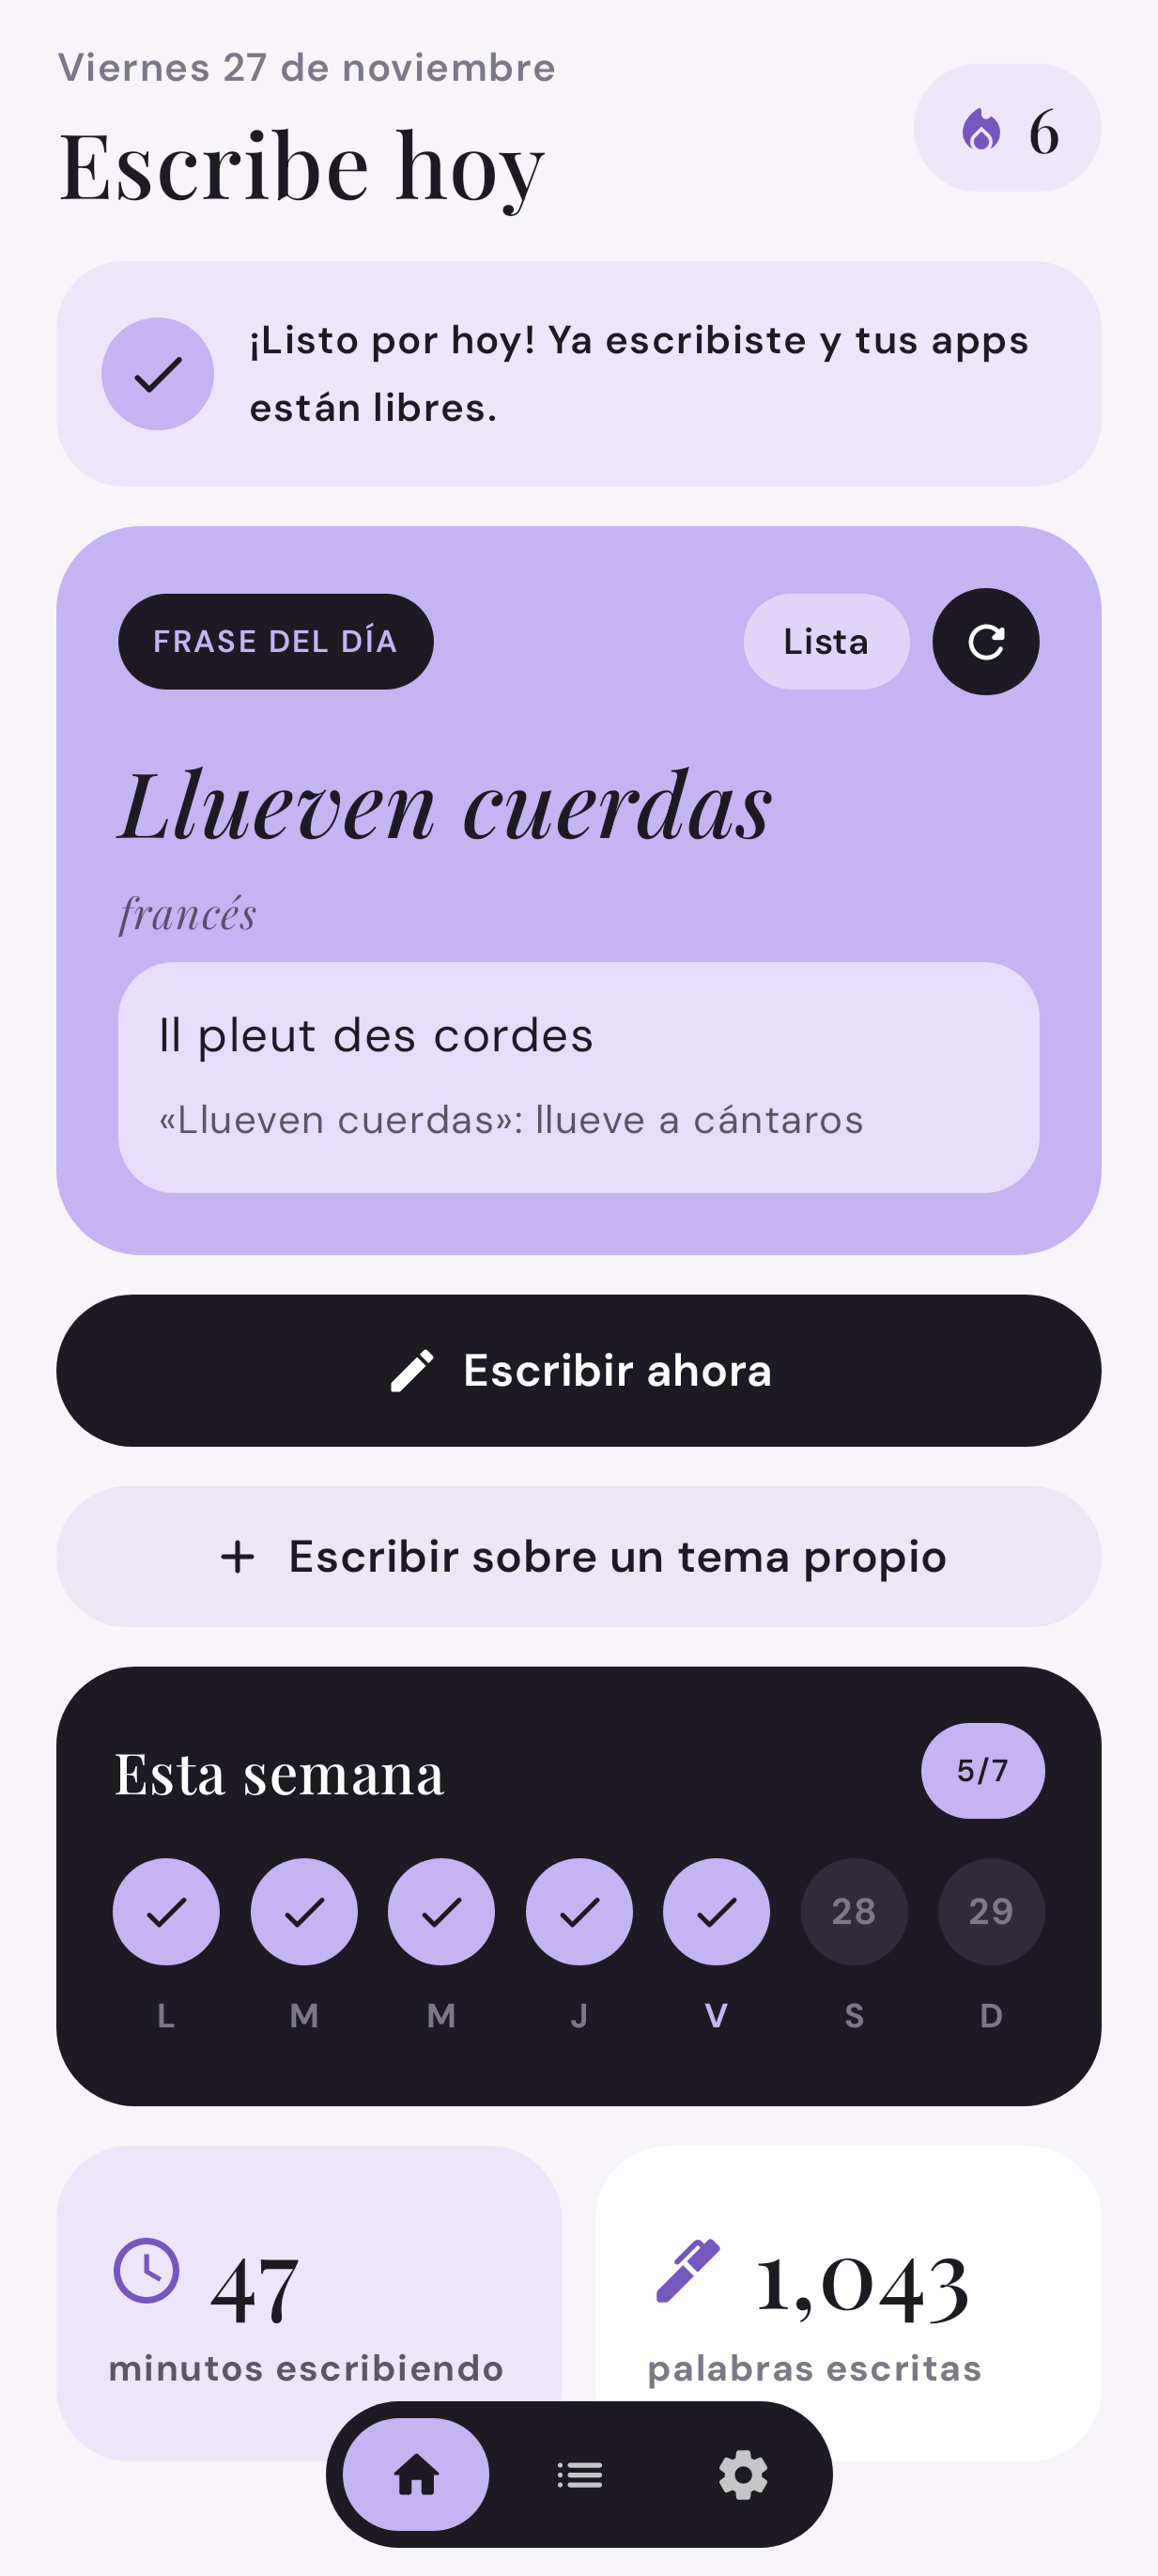 Viernes 27 de noviembre
Escribe hoy
6
¡Listo por hoy! Ya escribiste y tus apps
están libres.
FRASE DEL DÍA
Lista
Llueven cuerdas
francés
Il pleut des cordes
«Llueven cuerdas»: llueve a cántaros
Escribir ahora
Escribir sobre un tema propio
Esta semana
5/7
28 29
L M M J V S D
47
minutos escribiendo
1,043
palabras escritas